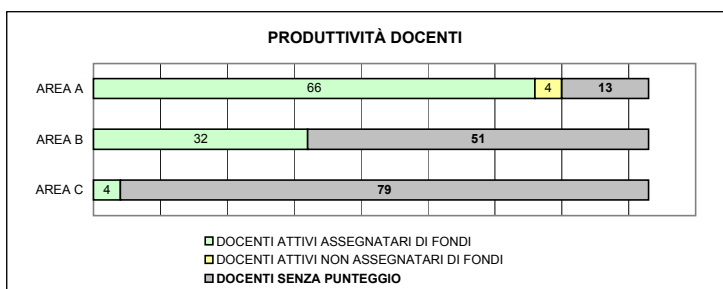 PRODUTTIVITÀ DOCENTI
AREA A 66 4 13
AREA B 32 51
AREA C 4 79
DOCENTI ATTIVI ASSEGNATARI DI FONDI
DOCENTI ATTIVI NON ASSEGNATARI DI FONDI
DOCENTI SENZA PUNTEGGIO